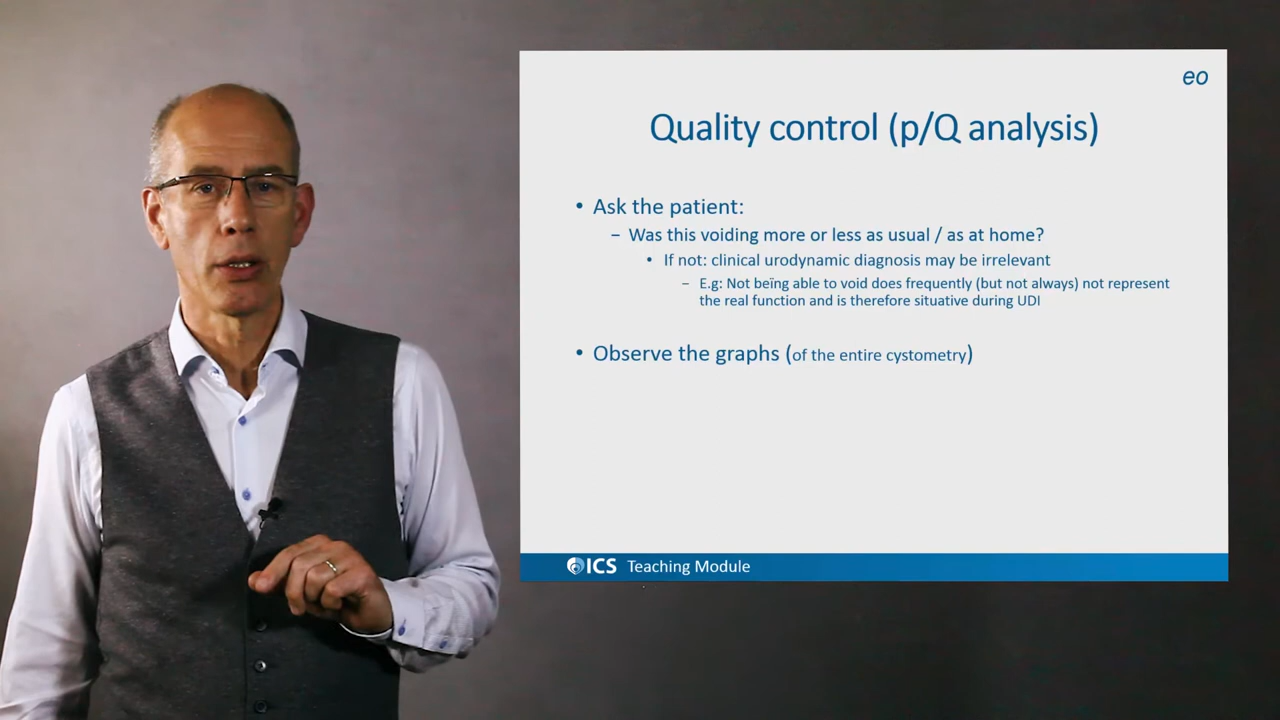 eo
Quality control (p/Q analysis)
• Ask the patient:
– Was this voiding more or less as usual / as at home?
• If not: clinical urodynamic diagnosis may be irrelevant
– E.g: Not beïng able to void does frequently (but not always) not represent
the real function and is therefore situative during UDI
• Observe the graphs (of the entire cystometry)
ICS Teaching Module